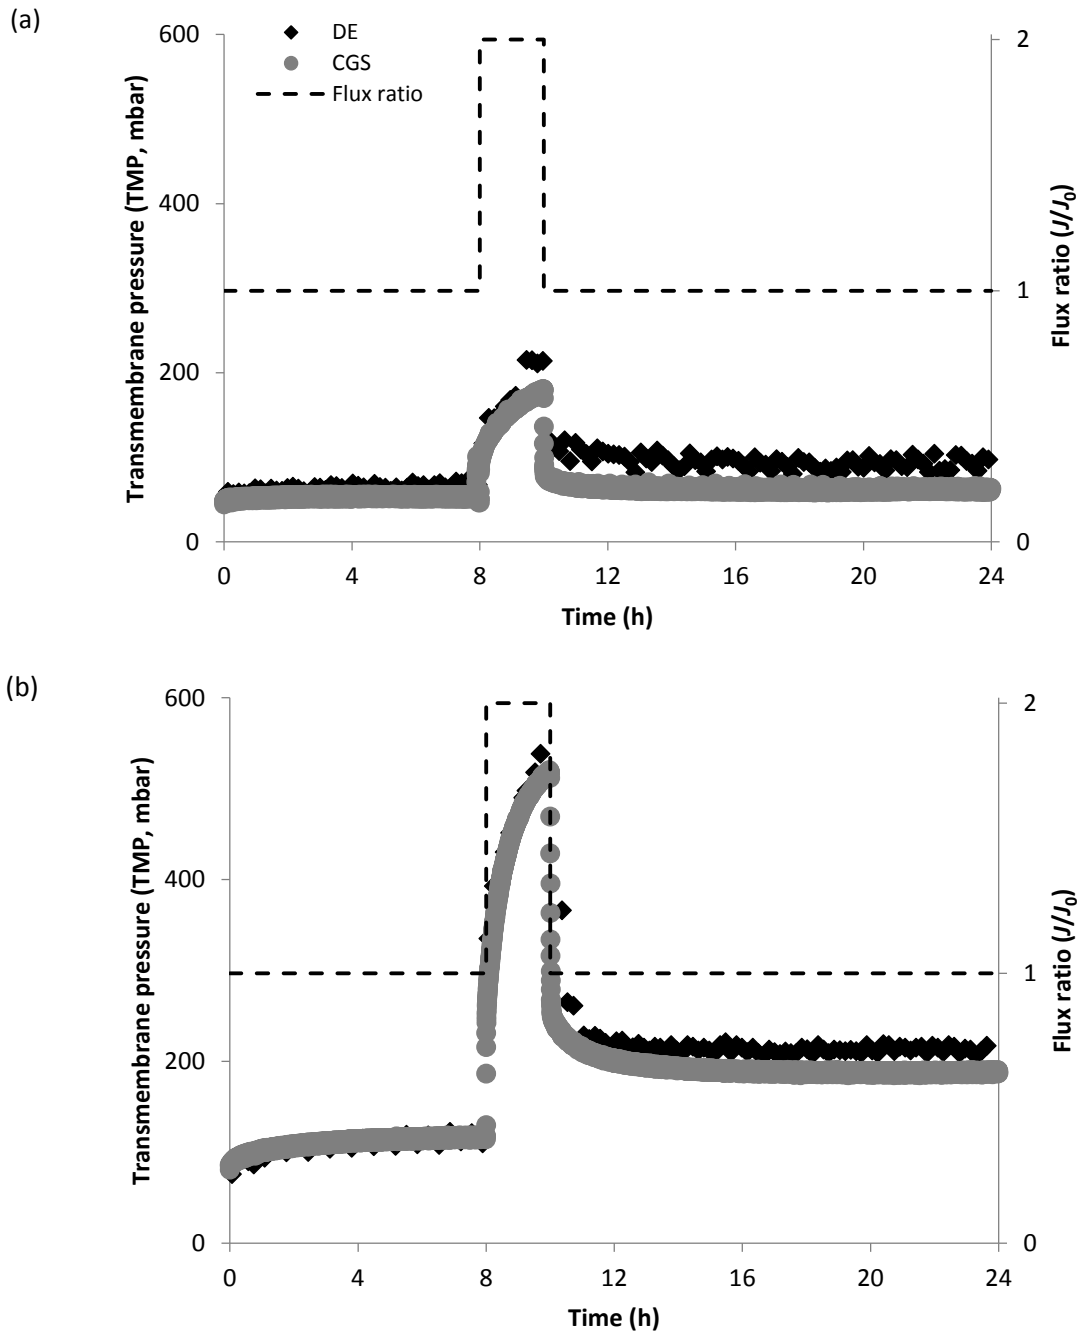 (a)
600
400
200
0
Transmembrane pressure (TMP, mbar)
DE
CGS
Flux ratio
2
1
0
Flux ratio (J/J0)
0 4 8 12 16 20 24
Time (h)
(b)
600
400
200
0
Transmembrane pressure (TMP, mbar)
2
1
0
Flux ratio (J/J0)
0 4 8 12 16 20 24
Time (h)